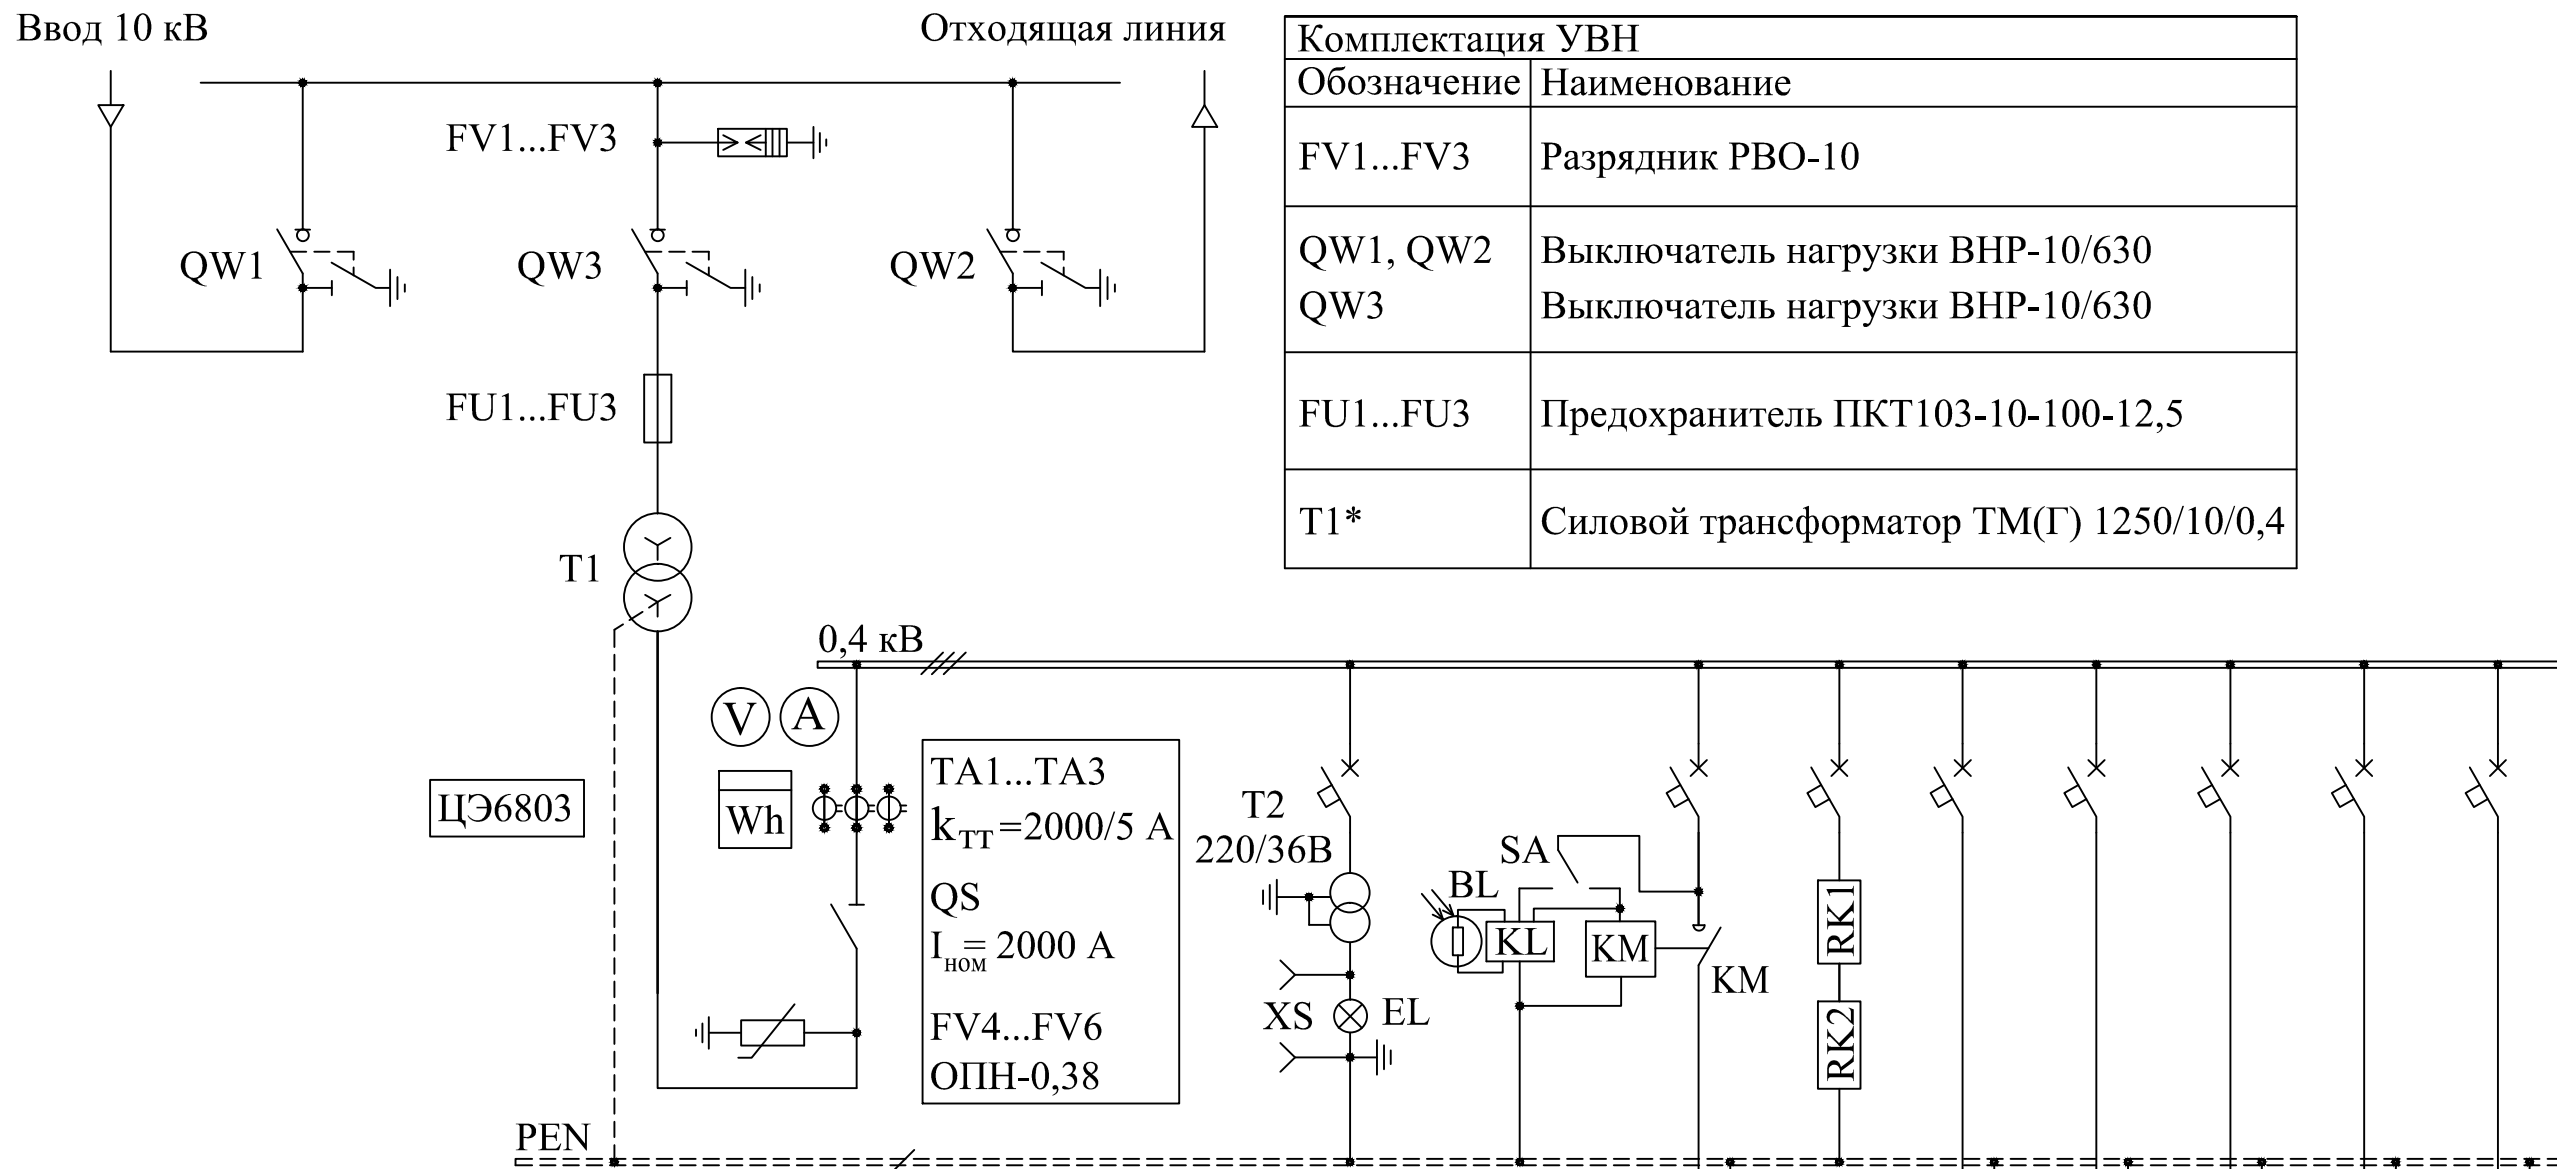 Ввод 10 кВ
Отходящая линия
Комплектация УВН
Обозначение Наименование
FV1...FV3 Разрядник РВО-10
QW1, QW2 Выключатель нагрузки ВНР-10/630
QW3 Выключатель нагрузки ВНР-10/630
FU1...FU3 Предохранитель ПКТ103-10-100-12,5
T1* Силовой трансформатор ТМ(Г) 1250/10/0,4
FV1...FV3
QW1
QW3
QW2
FU1...FU3
T1
0,4 кВ
V
A
Wh
ЦЭ6803
TA1...TA3
kТТ =2000/5 А
QS
Iном = 2000 А
FV4...FV6
ОПН-0,38
T2
220/36В
XS
EL
BL
SA
KL
KM
KM
RK1
RK2
PEN